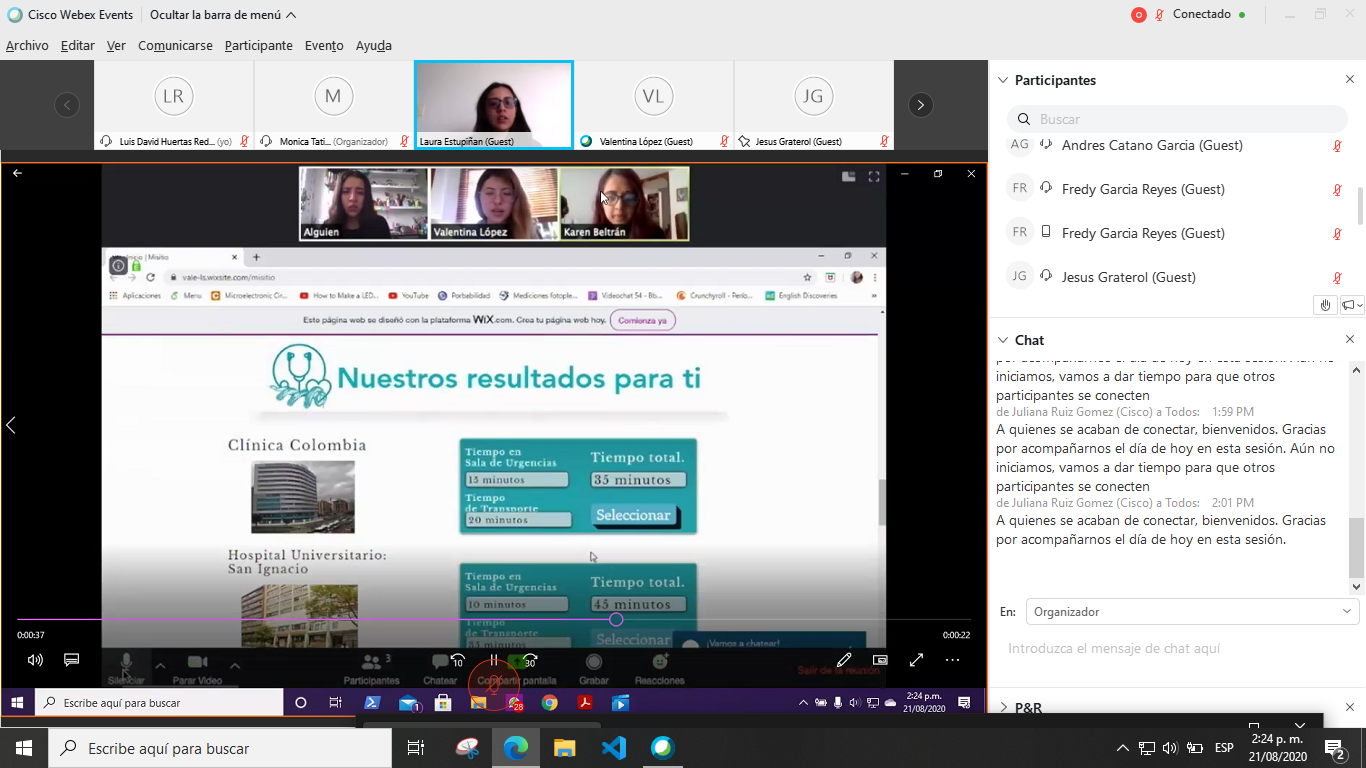 Cisco Webex Events
Ocultar la barra de menú
Conectado
Archivo Editar Ver Comunicarse Participante Evento Ayuda
LR
M
VL
JG
Luis David Huertas Red... (yo)
Monica Tati... (Organizador)
Laura Estupiñan (Guest)
Valentina López (Guest)
Jesus Graterol (Guest)
Alguien
Valentina López
Karen Beltrán
Inicio | Misitio
vale-ls.wixsite.com/misitio
Aplicaciones
Menu
Microelectronic Cir...
How to Make a LED...
YouTube
Portabilidad
Mediciones fotople...
Videochat 54 - Bb...
Crunchyroll - Perio...
English Discoveries
»
Este página web se diseñó con la plataforma WiX.com. Crea tu página web hoy.
Comienza ya
Nuestros resultados para ti
Clínica Colombia
Tiempo en
Sala de Urgencias
15 minutos
Tiempo
de Transporte
20 minutos
Tiempo total.
35 minutos
Seleccionar
Hospital Universitario:
San Ignacio
Tiempo en
Sala de Urgencias
10 minutos
Tiempo
de Transporte
35 minutos
Tiempo total.
45 minutos
Seleccionar
¡Vamos a chatear!
0:00:37
0:00:22
10
30
Silenciar
Parar Video
3
Participantes
Chatear
Compartir pantalla
Grabar
Reacciones
Salir de la reunión
Escribe aquí para buscar
1
28
2:24 p.m.
21/08/2020
Participantes
Buscar
AG
Andres Catano Garcia (Guest)
FR
Fredy Garcia Reyes (Guest)
FR
Fredy Garcia Reyes (Guest)
JG
Jesus Graterol (Guest)
Chat
por acompañarnos el día de hoy en esta sesión. Aún no
iniciamos, vamos a dar tiempo para que otros
participantes se conecten
de Juliana Ruiz Gomez (Cisco) a Todos: 1:59 PM
A quienes se acaban de conectar, bienvenidos. Gracias
por acompañarnos el día de hoy en esta sesión. Aún no
iniciamos, vamos a dar tiempo para que otros
participantes se conecten
de Juliana Ruiz Gomez (Cisco) a Todos: 2:01 PM
A quienes se acaban de conectar, bienvenidos. Gracias
por acompañarnos el día de hoy en esta sesión.
En:
Organizador
Introduzca el mensaje de chat aquí
P&R
Escribe aquí para buscar
ESP
2:24 p. m.
21/08/2020
2